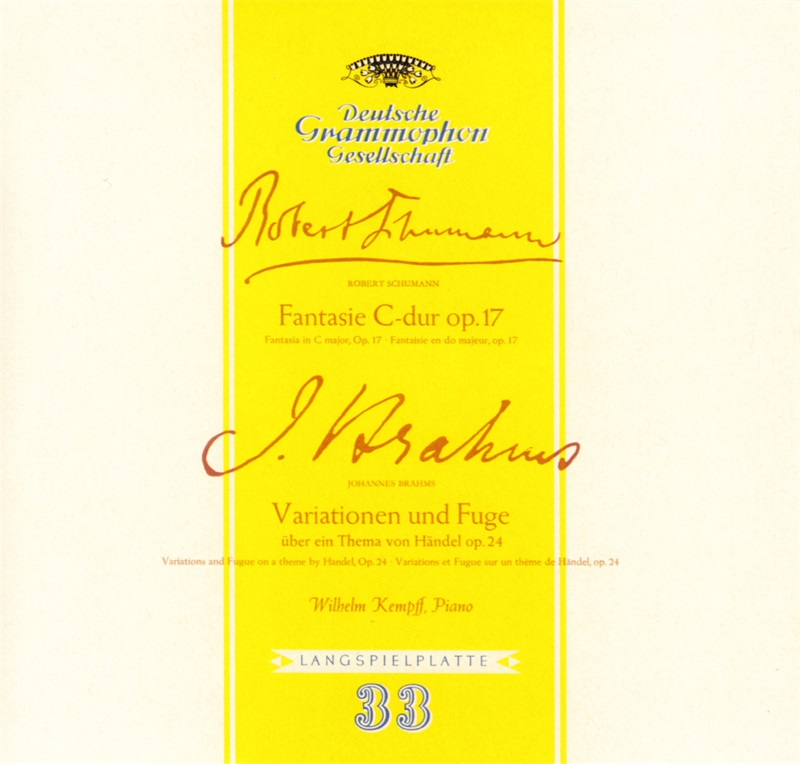 Deutsche
Grammophon
Gesellschaft
Robert Schumann
ROBERT SCHUMANN
Fantasie C-dur op. 17
Fantasia in C major, Op. 17 · Fantaisie en do majeur, op. 17
J. Brahms
JOHANNES BRAHMS
Variationen und Fuge
über ein Thema von Händel op. 24
Variations and Fugue on a theme by Handel, Op. 24 · Variations et Fugue sur un thème de Händel, op. 24
Wilhelm Kempff, Piano
LANGSPIELPLATTE
33